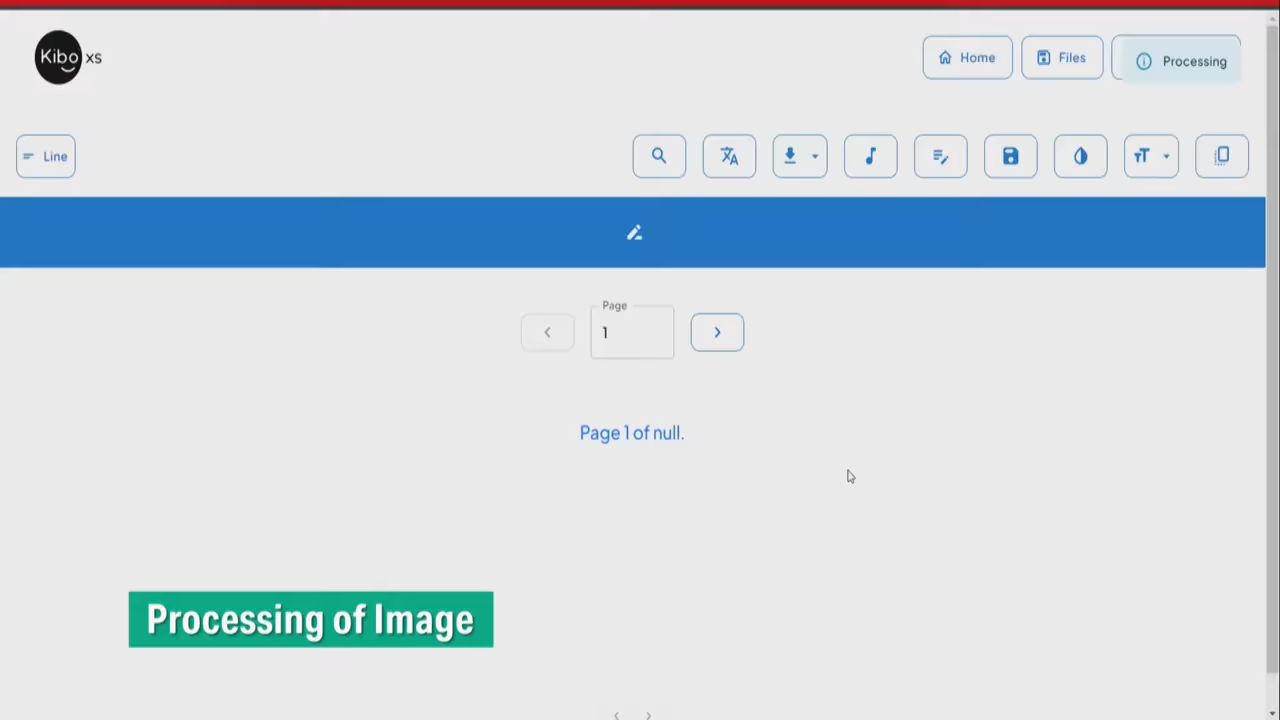 Kibo xs
Home
Files
Processing
Line
Page
1
Page 1 of null.
Processing of Image